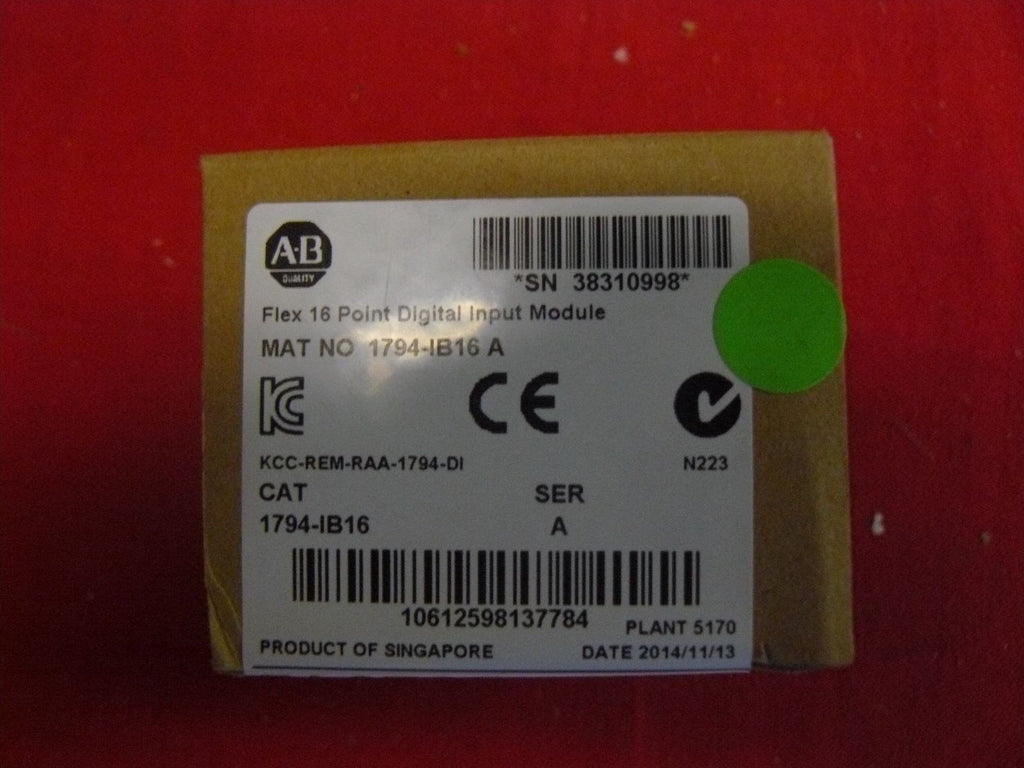 A·B
QUALITY
*SN 38310998*
Flex 16 Point Digital Input Module
MAT NO 1794-IB16 A
KC
CE
KCC-REM-RAA-1794-DI
N223
CAT
SER
1794-IB16
A
10612598137784
PLANT 5170
PRODUCT OF SINGAPORE
DATE 2014/11/13